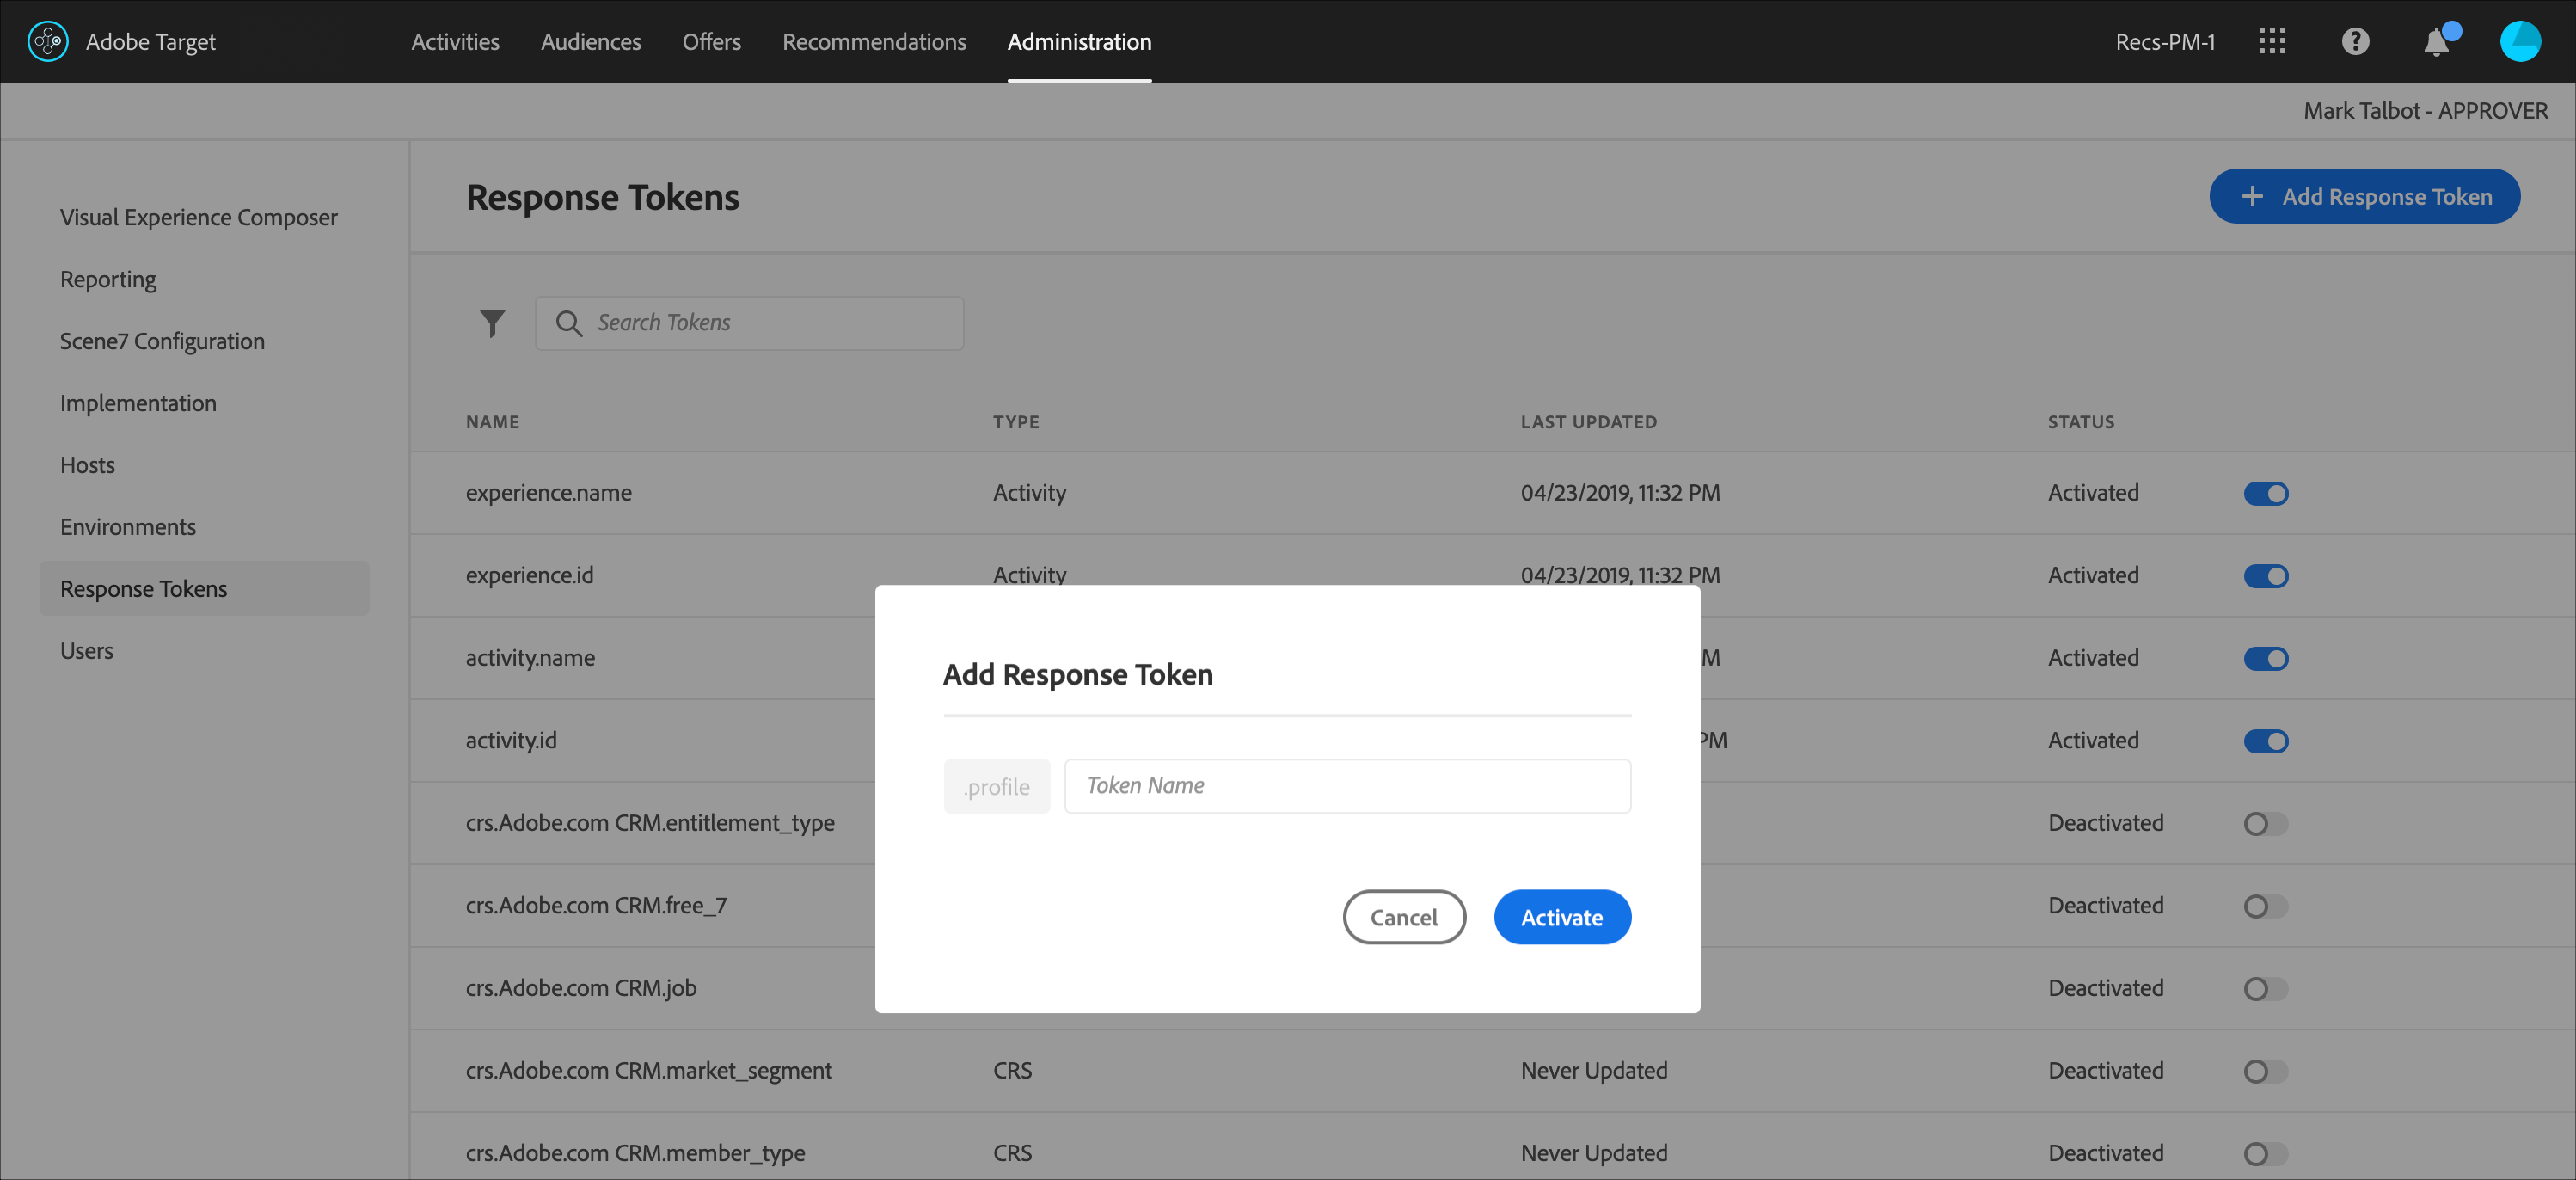 Adobe Target
Activities
Audiences
Offers
Recommendations
Administration
Recs-PM-1
Mark Talbot - APPROVER
Visual Experience Composer
Reporting
Scene7 Configuration
Implementation
Hosts
Environments
Response Tokens
Users
Response Tokens
Add Response Token
Search Tokens
NAME TYPE LAST UPDATED STATUS
experience.name Activity 04/23/2019, 11:32 PM Activated
experience.id Activity 04/23/2019, 11:32 PM Activated
activity.name M Activated
activity.id PM Activated
crs.Adobe.com CRM.entitlement_type Deactivated
crs.Adobe.com CRM.free_7 Deactivated
crs.Adobe.com CRM.job Deactivated
crs.Adobe.com CRM.market_segment CRS Never Updated Deactivated
crs.Adobe.com CRM.member_type CRS Never Updated Deactivated
Add Response Token
.profile Token Name
Cancel Activate